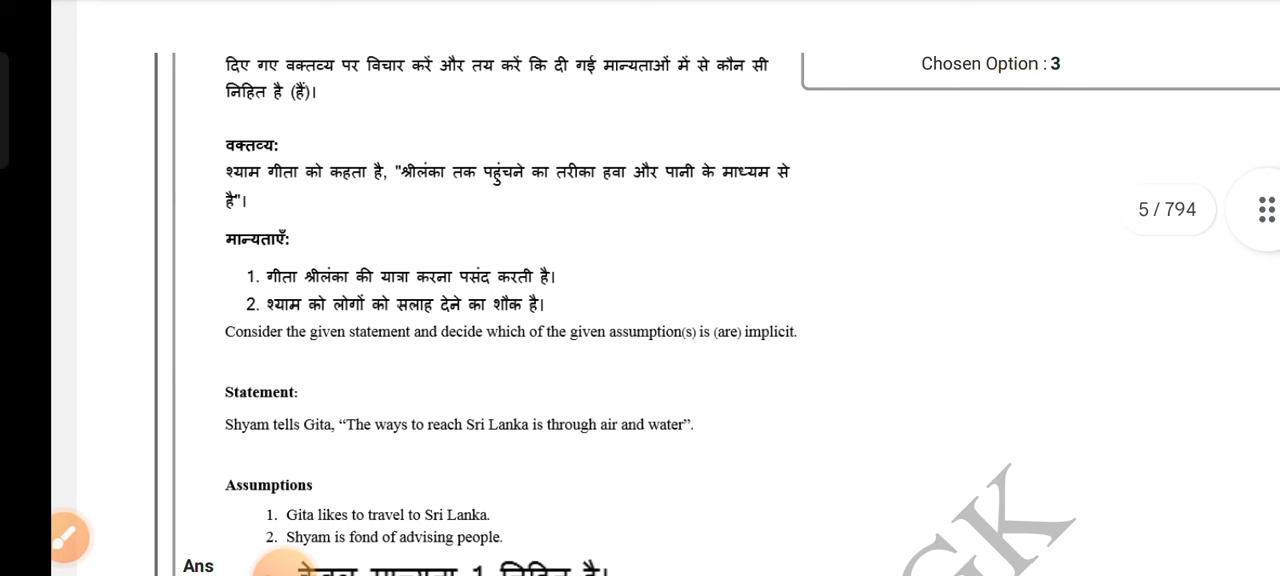 दिए गए वक्तव्य पर विचार करें और तय करें कि दी गई मान्यताओं में से कौन सी
निहित है (हैं)।
Chosen Option : 3
वक्तव्य:
श्याम गीता को कहता है, "श्रीलंका तक पहुंचने का तरीका हवा और पानी के माध्यम से
है"।
5 / 794
मान्यताएँ:
1. गीता श्रीलंका की यात्रा करना पसंद करती है।
2. श्याम को लोगों को सलाह देने का शौक है।
Consider the given statement and decide which of the given assumption(s) is (are) implicit.
Statement:
Shyam tells Gita, “The ways to reach Sri Lanka is through air and water”.
Assumptions
1. Gita likes to travel to Sri Lanka.
2. Shyam is fond of advising people.
Ans
केवल मान्यता 1 निहित है।
GK